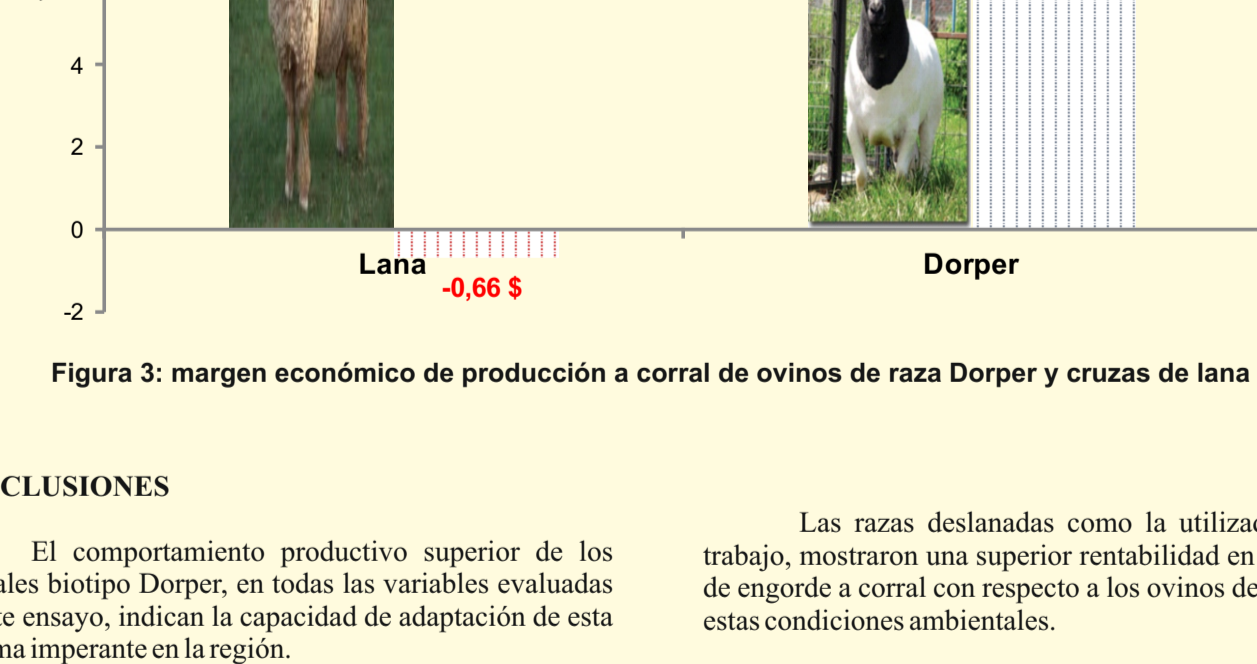 4
2
0
-2
Lana
Dorper
-0,66 $
Figura 3: margen económico de producción a corral de ovinos de raza Dorper y cruzas de lana
CLUSIONES
El comportamiento productivo superior de los
ales biotipo Dorper, en todas las variables evaluadas
te ensayo, indican la capacidad de adaptación de esta
ma imperante en la región.
Las razas deslanadas como la utilizad
trabajo, mostraron una superior rentabilidad en
de engorde a corral con respecto a los ovinos de
estas condiciones ambientales.